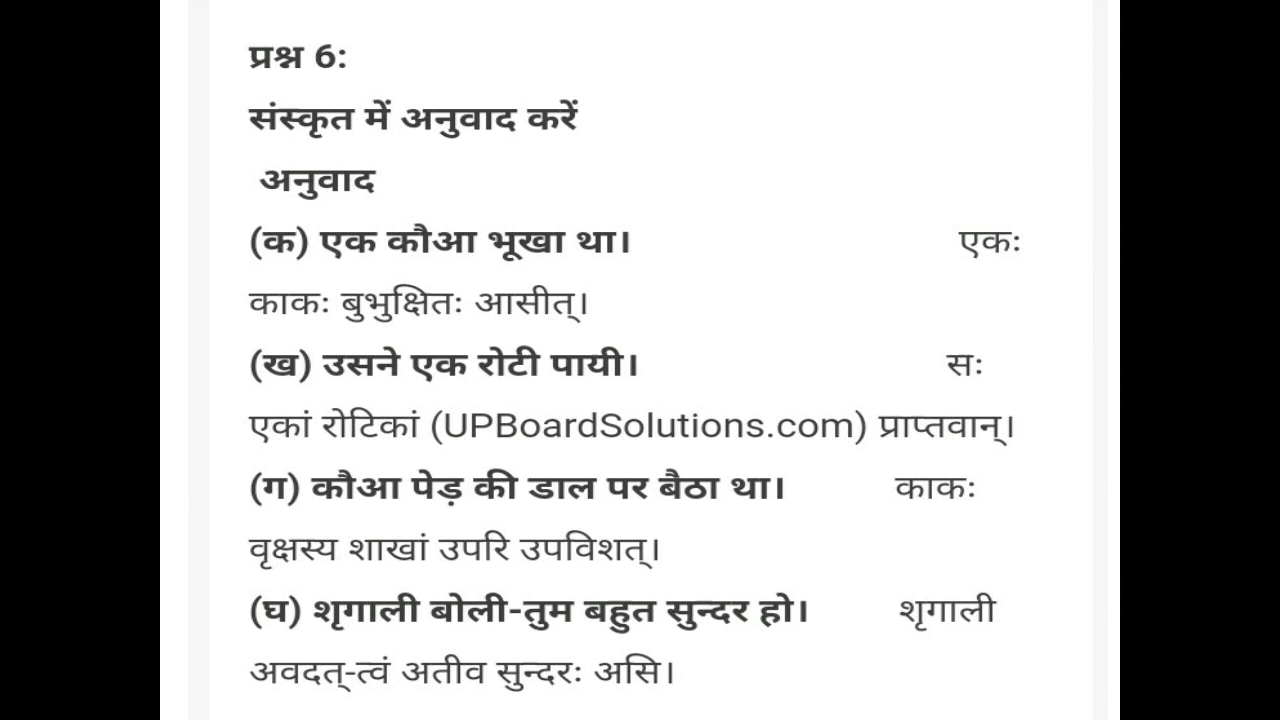 प्रश्न 6:
संस्कृत में अनुवाद करें
अनुवाद
(क) एक कौआ भूखा था। एकः
काकः बुभुक्षितः आसीत्।
(ख) उसने एक रोटी पायी। सः
एकां रोटिकां (UPBoardSolutions.com) प्राप्तवान्।
(ग) कौआ पेड़ की डाल पर बैठा था। काकः
वृक्षस्य शाखां उपरि उपविशत्।
(घ) शृगाली बोली-तुम बहुत सुन्दर हो। शृगाली
अवदत्-त्वं अतीव सुन्दरः असि।